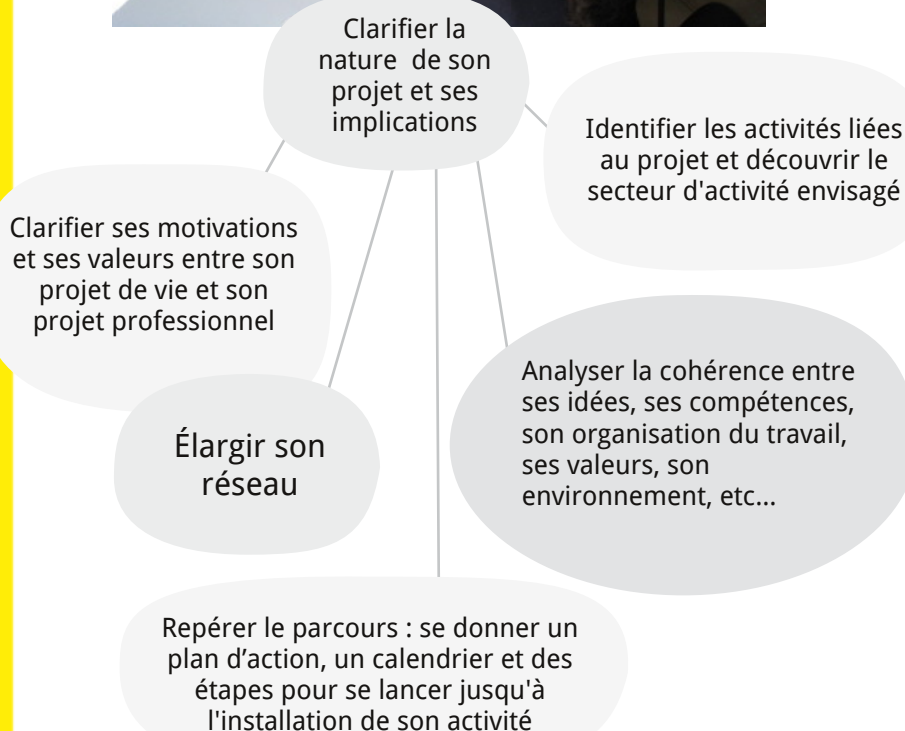 Clarifier la
nature de son
projet et ses
implications
Identifier les activités liées
au projet et découvrir le
secteur d'activité envisagé
Clarifier ses motivations
et ses valeurs entre son
projet de vie et son
projet professionnel
Analyser la cohérence entre
ses idées, ses compétences,
son organisation du travail,
ses valeurs, son
environnement, etc...
Élargir son
réseau
Repérer le parcours : se donner un
plan d’action, un calendrier et des
étapes pour se lancer jusqu'à
l'installation de son activité